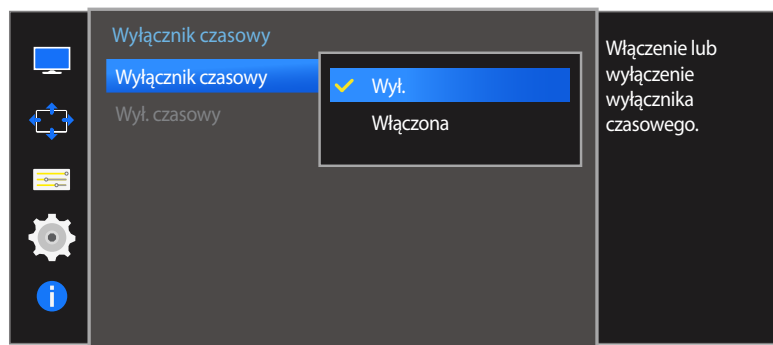 Wyłącznik czasowy
Wyłącznik czasowy
Wył. czasowy
Wył.
Włączona
Włączenie lub
wyłączenie
wyłącznika
czasowego.